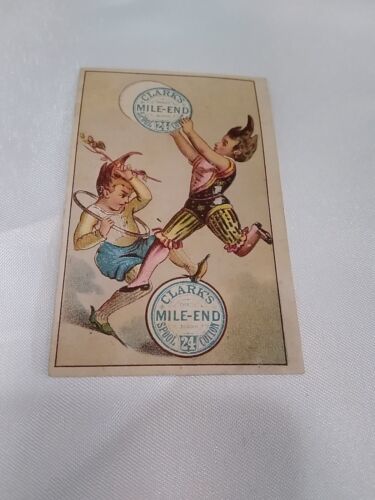 CLARK'S
MILE-END
SPOOL 24 COTTON
CLARK'S
MILE-END
SPOOL 24 COTTON